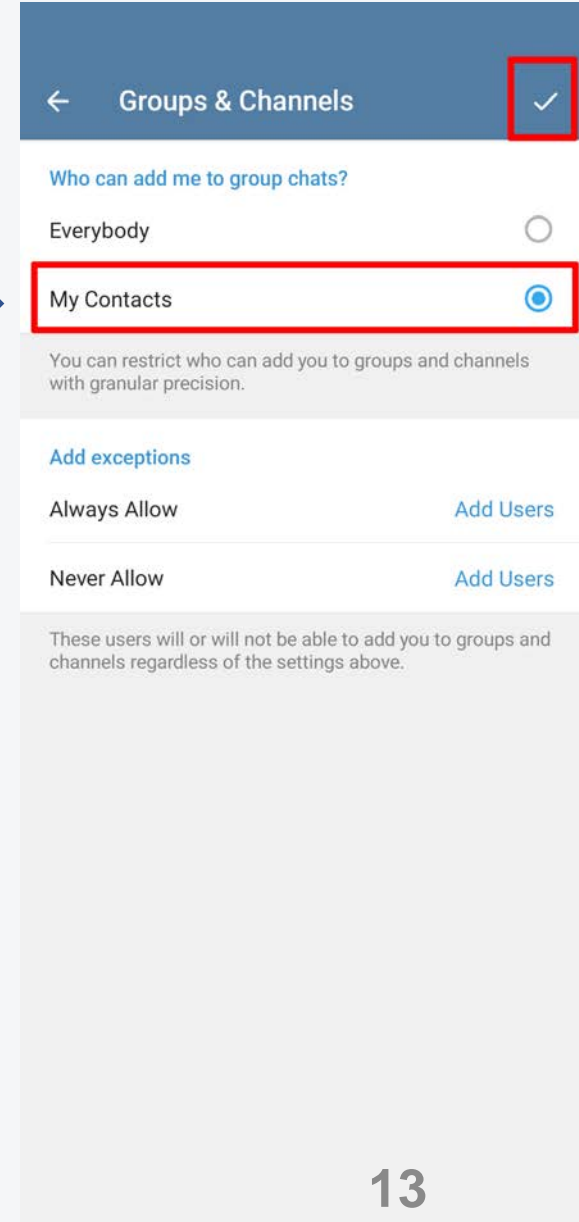 Groups & Channels
Who can add me to group chats?
Everybody
My Contacts
You can restrict who can add you to groups and channels
with granular precision.
Add exceptions
Always Allow Add Users
Never Allow Add Users
These users will or will not be able to add you to groups and
channels regardless of the settings above.
13